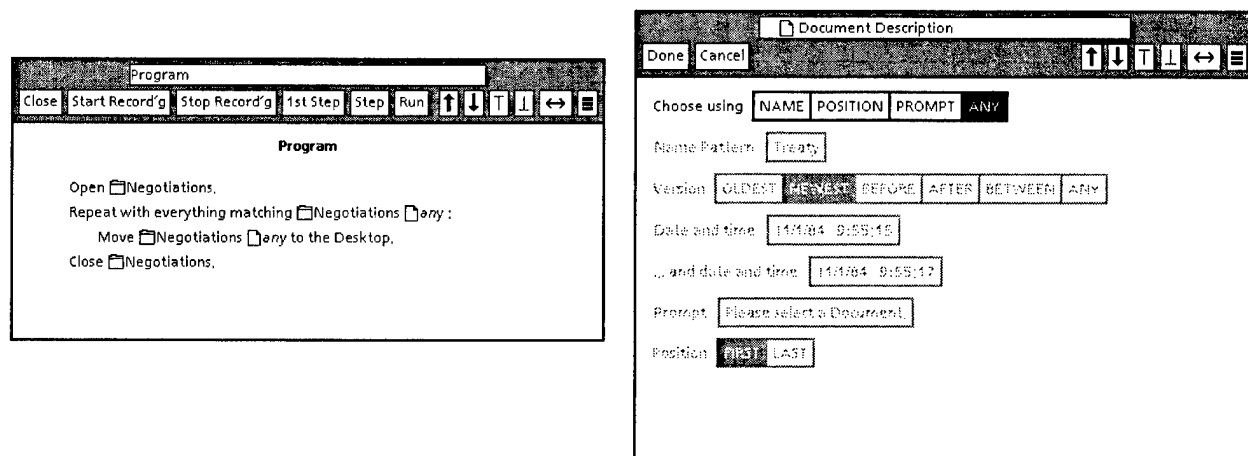 Program
Close Start Record'g Stop Record'g 1st Step Step Run
Program
Open Negotiations.
Repeat with everything matching Negotiations any :
Move Negotiations any to the Desktop.
Close Negotiations.
Document Description
Done Cancel
Choose using NAME POSITION PROMPT ANY
Name Pattern Treaty
Version OLDEST NEWEST BEFORE AFTER BETWEEN ANY
Date and time 11/1/84 9:55:15
... and date and time 11/1/84 9:55:17
Prompt Please select a Document.
Position FIRST LAST